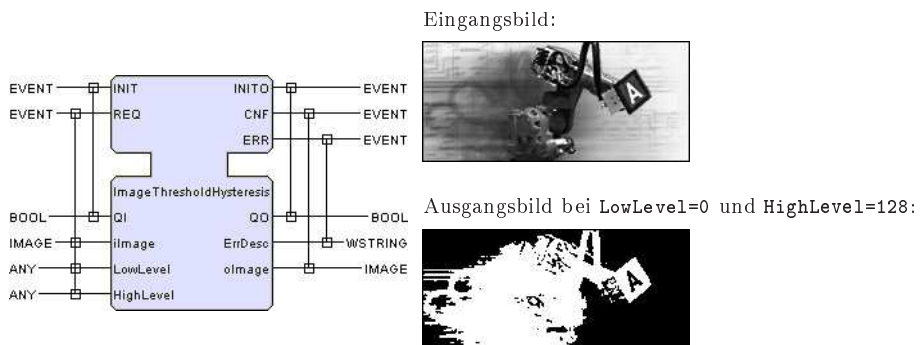 Eingangsbild:
EVENT INIT INITO EVENT
EVENT REQ CNF EVENT
ERR EVENT
A
ImageThresholdHysteresis
Ausgangsbild bei LowLevel=0 und HighLevel=128:
BOOL QI QO BOOL
IMAGE iImage ErrDesc WSTRING
ANY LowLevel oImage IMAGE
ANY HighLevel
A